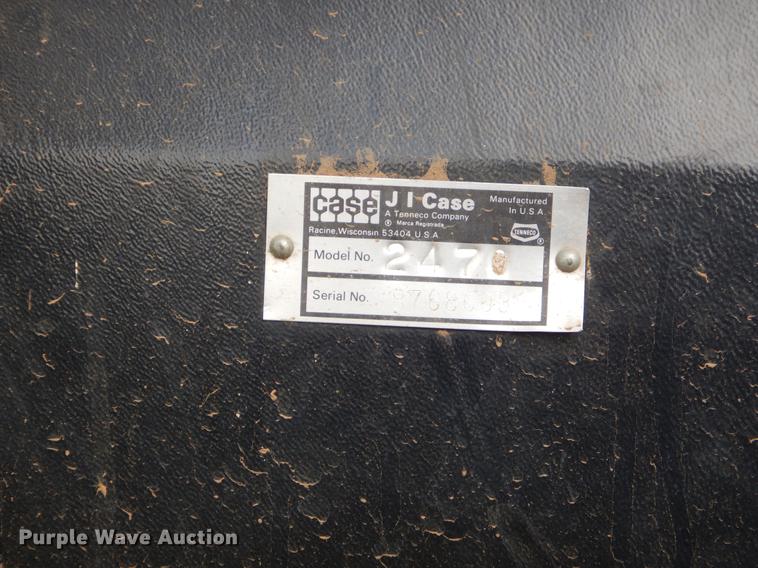 case
J I Case
A Tenneco Company
® Marca Registrada
Manufactured
In U.S.A.
Racine, Wisconsin 53404 U.S.A.
TENNECO ®
Model No. 2470
Serial No.
Purple Wave Auction